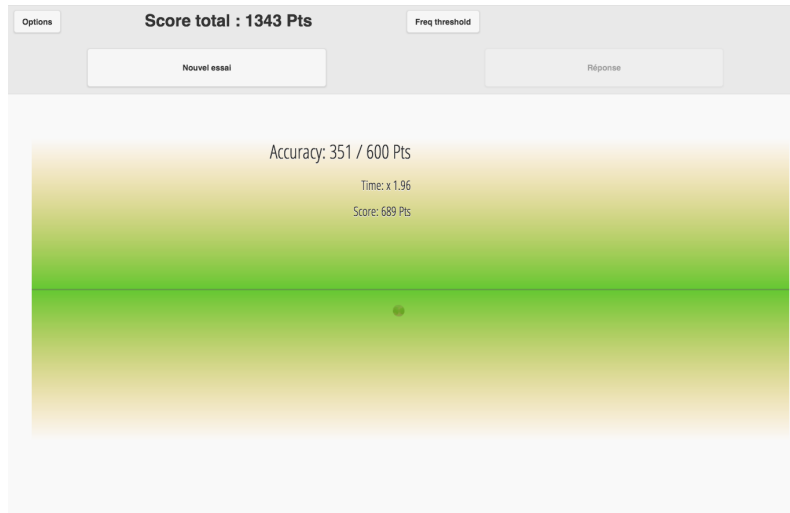 Options
Score total : 1343 Pts
Freq threshold
Nouvel essai
Réponse
Accuracy: 351 / 600 Pts
Time: x 1.96
Score: 689 Pts